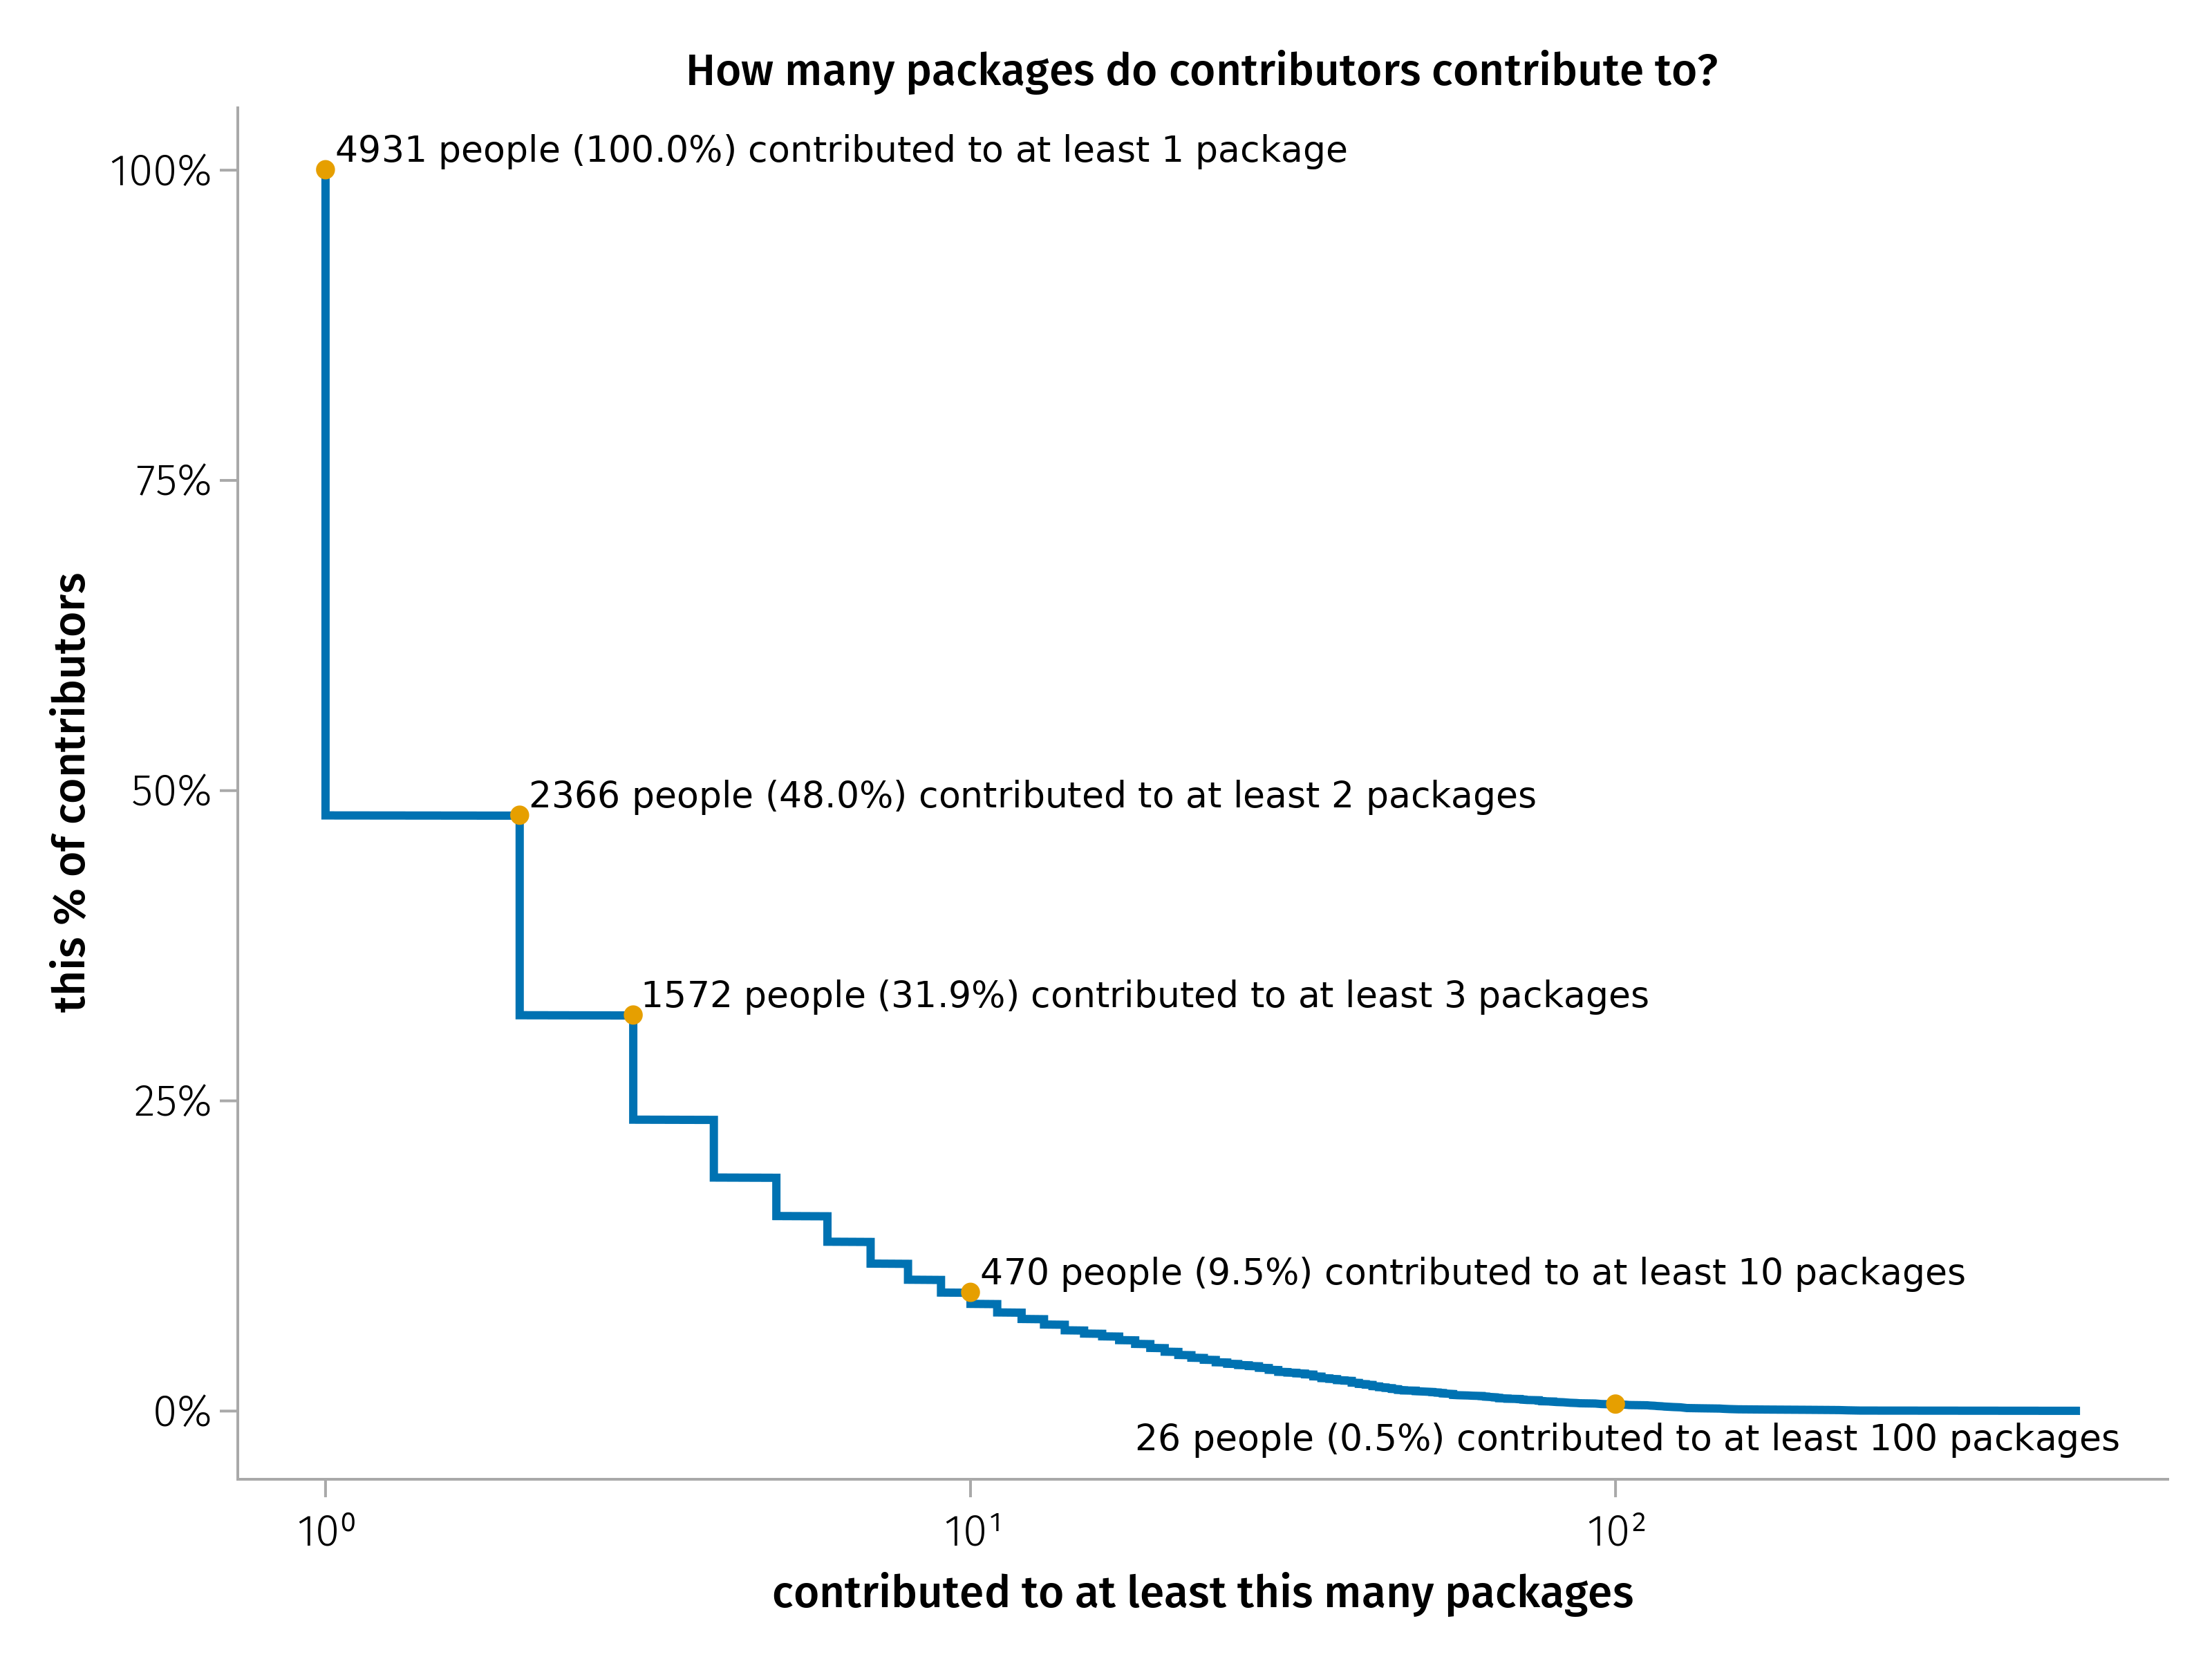 How many packages do contributors contribute to?
4931 people (100.0%) contributed to at least 1 package
100%
75%
this % of contributors
50%
2366 people (48.0%) contributed to at least 2 packages
1572 people (31.9%) contributed to at least 3 packages
25%
470 people (9.5%) contributed to at least 10 packages
0%
26 people (0.5%) contributed to at least 100 packages
10⁰
10¹
10²
contributed to at least this many packages